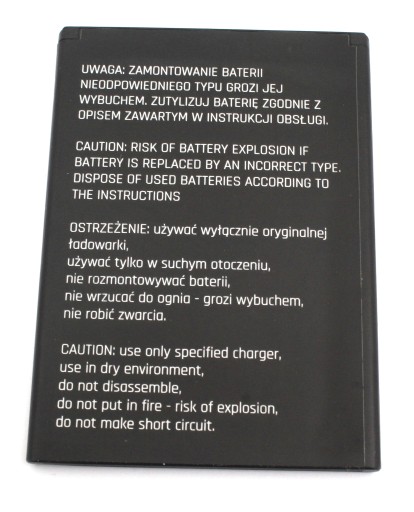 UWAGA: ZAMONTOWANIE BATERII
NIEODPOWIEDNIEGO TYPU GROZI JEJ
WYBUCHEM. ZUTYLIZUJ BATERIĘ ZGODNIE Z
OPISEM ZAWARTYM W INSTRUKCJI OBSŁUGI.
CAUTION: RISK OF BATTERY EXPLOSION IF
BATTERY IS REPLACED BY AN INCORRECT TYPE.
DISPOSE OF USED BATTERIES ACCORDING TO
THE INSTRUCTIONS
OSTRZEŻENIE: używać wyłącznie oryginalnej
ładowarki,
używać tylko w suchym otoczeniu,
nie rozmontowywać baterii,
nie wrzucać do ognia - grozi wybuchem,
nie robić zwarcia.
CAUTION: use only specified charger,
use in dry environment,
do not disassemble,
do not put in fire - risk of explosion,
do not make short circuit.